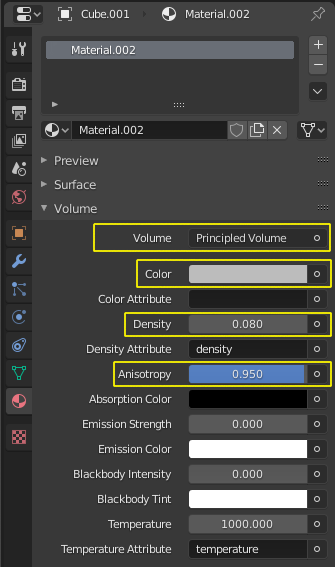 Cube.001 > Material.002
Material.002
Material.002
Preview
Surface
Volume
Volume Principled Volume
Color
Color Attribute
Density 0.080
Density Attribute density
Anisotropy 0.950
Absorption Color
Emission Strength 0.000
Emission Color
Blackbody Intensity 0.000
Blackbody Tint
Temperature 1000.000
Temperature Attribute temperature